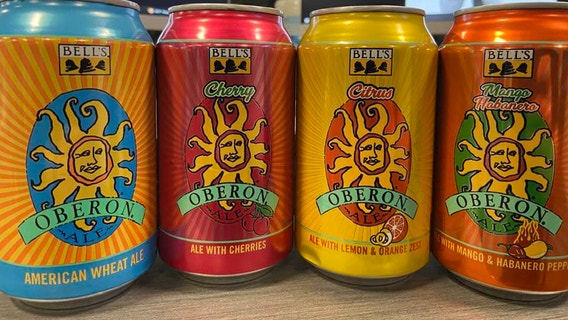 BELL'S
OBERON
ALE
AMERICAN WHEAT ALE
BELL'S
Cherry
OBERON
ALE
ALE WITH CHERRIES
BELL'S
Citrus
OBERON
ALE
ALE WITH LEMON & ORANGE ZEST
BELL'S
Mango
Habanero
OBERON
ALE
WITH MANGO & HABANERO PEPP